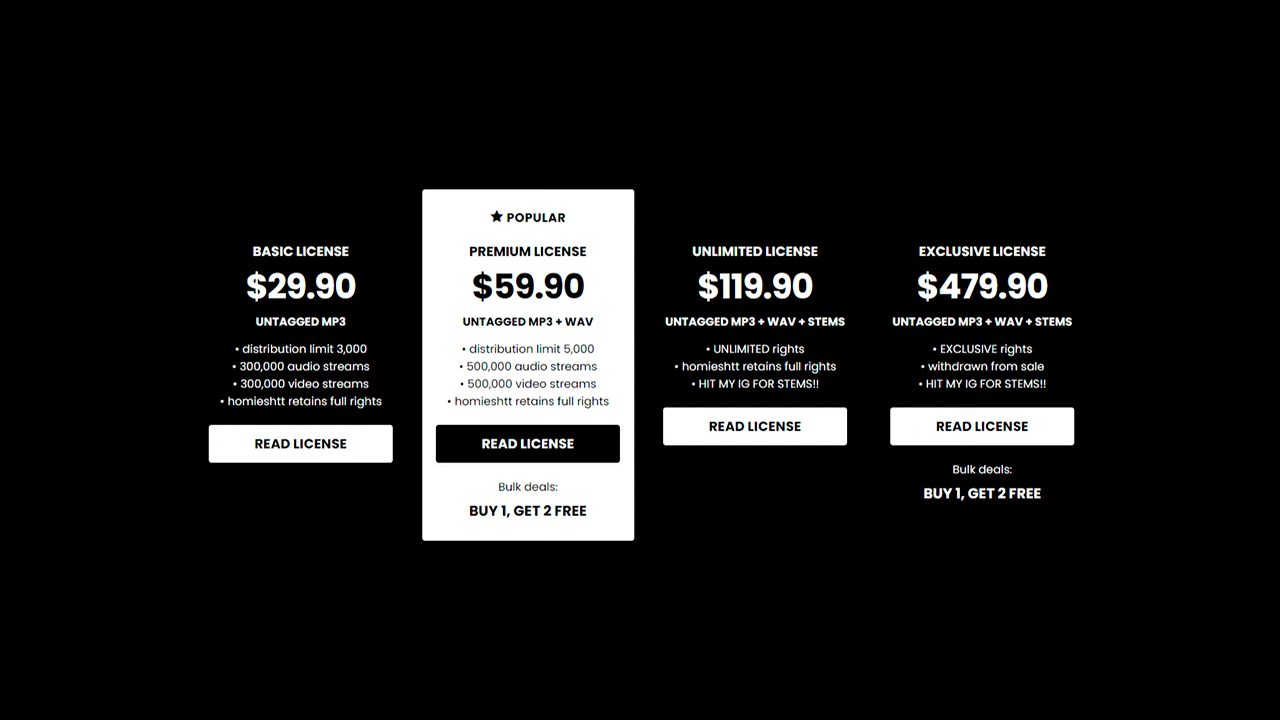 BASIC LICENSE
$29.90
UNTAGGED MP3
• distribution limit 3,000
• 300,000 audio streams
• 300,000 video streams
• homieshtt retains full rights
READ LICENSE
★ POPULAR
PREMIUM LICENSE
$59.90
UNTAGGED MP3 + WAV
• distribution limit 5,000
• 500,000 audio streams
• 500,000 video streams
• homieshtt retains full rights
READ LICENSE
Bulk deals:
BUY 1, GET 2 FREE
UNLIMITED LICENSE
$119.90
UNTAGGED MP3 + WAV + STEMS
• UNLIMITED rights
• homieshtt retains full rights
• HIT MY IG FOR STEMS!!
READ LICENSE
EXCLUSIVE LICENSE
$479.90
UNTAGGED MP3 + WAV + STEMS
• EXCLUSIVE rights
• withdrawn from sale
• HIT MY IG FOR STEMS!!
READ LICENSE
Bulk deals:
BUY 1, GET 2 FREE